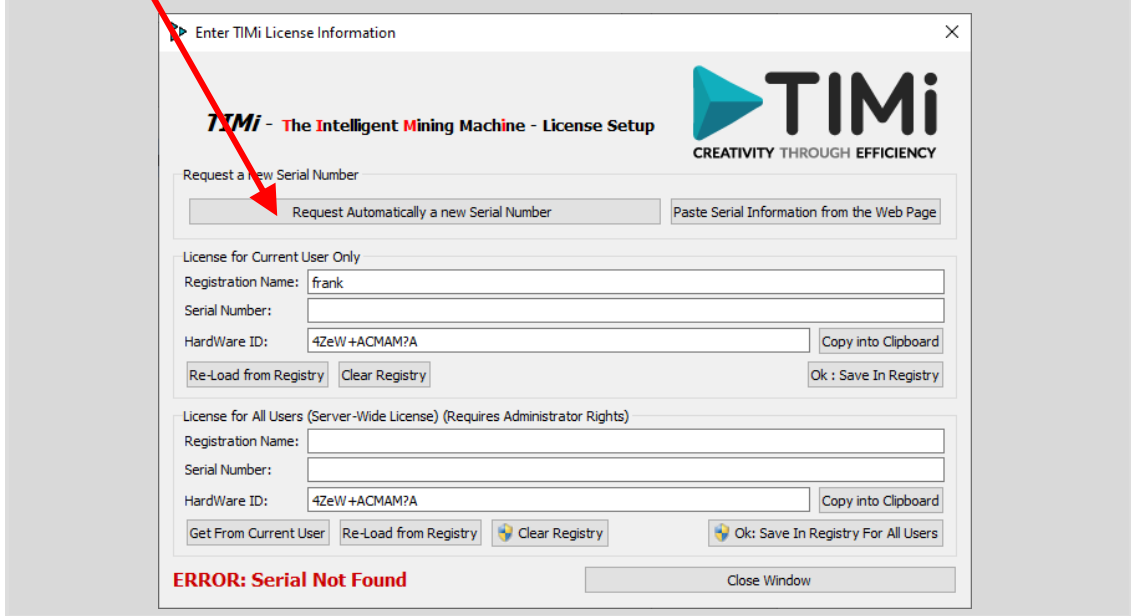 Enter TIMi License Information
TIMi
TIMi - The Intelligent Mining Machine - License Setup
CREATIVITY THROUGH EFFICIENCY
Request a new Serial Number
Request Automatically a new Serial Number Paste Serial Information from the Web Page
License for Current User Only
Registration Name: frank
Serial Number:
HardWare ID: 4ZeW+ACMAM?A Copy into Clipboard
Re-Load from Registry Clear Registry Ok : Save In Registry
License for All Users (Server-Wide License) (Requires Administrator Rights)
Registration Name:
Serial Number:
HardWare ID: 4ZeW+ACMAM?A Copy into Clipboard
Get From Current User Re-Load from Registry Clear Registry Ok: Save In Registry For All Users
ERROR: Serial Not Found Close Window